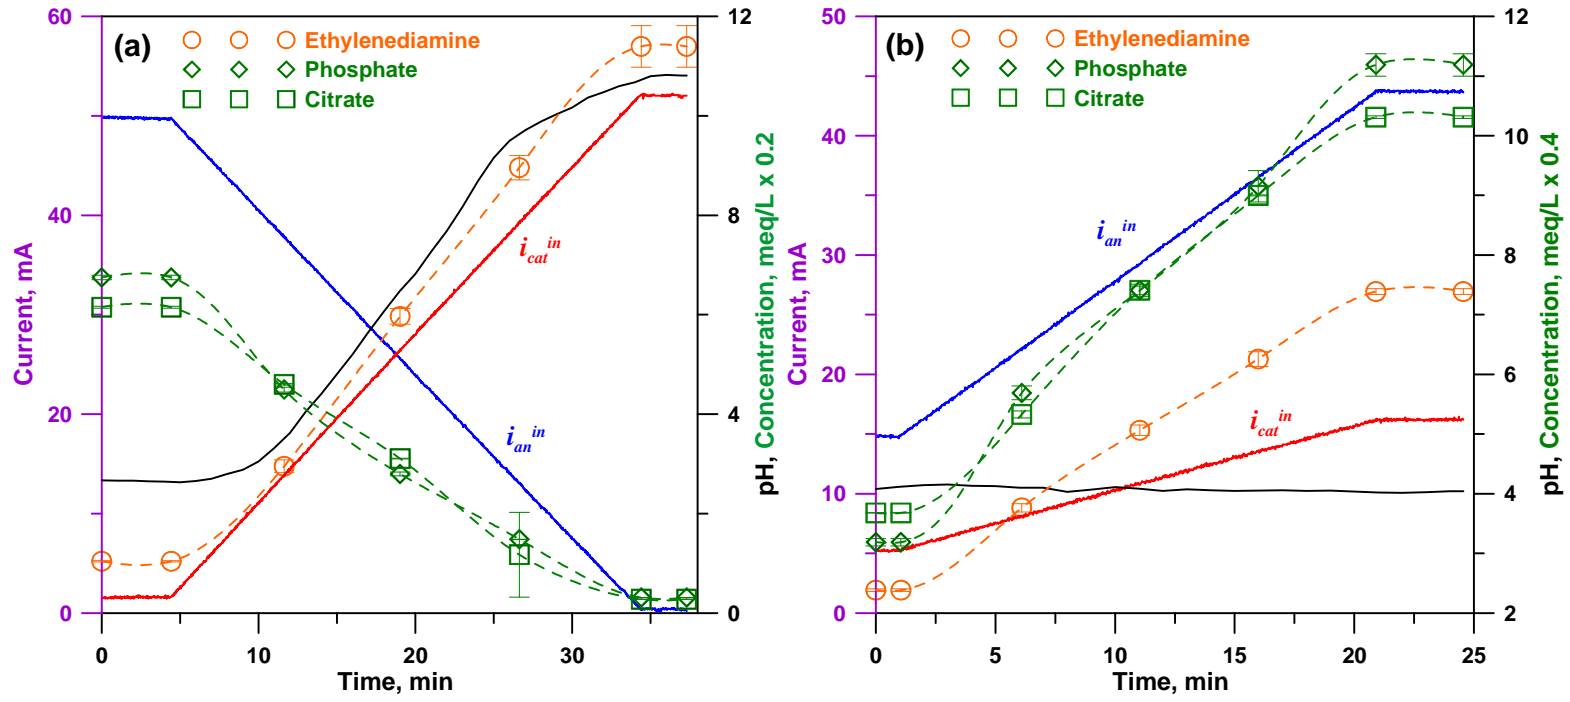 (a)
Ethylenediamine
Phosphate
Citrate
60
40
20
0
Current, mA
12
8
4
0
pH, Concentration, meq/L x 0.2
i_cat^in
i_an^in
0 10 20 30
Time, min
(b)
Ethylenediamine
Phosphate
Citrate
50
40
30
20
10
0
Current, mA
12
10
8
6
4
2
pH, Concentration, meq/L x 0.4
i_an^in
i_cat^in
0 5 10 15 20 25
Time, min